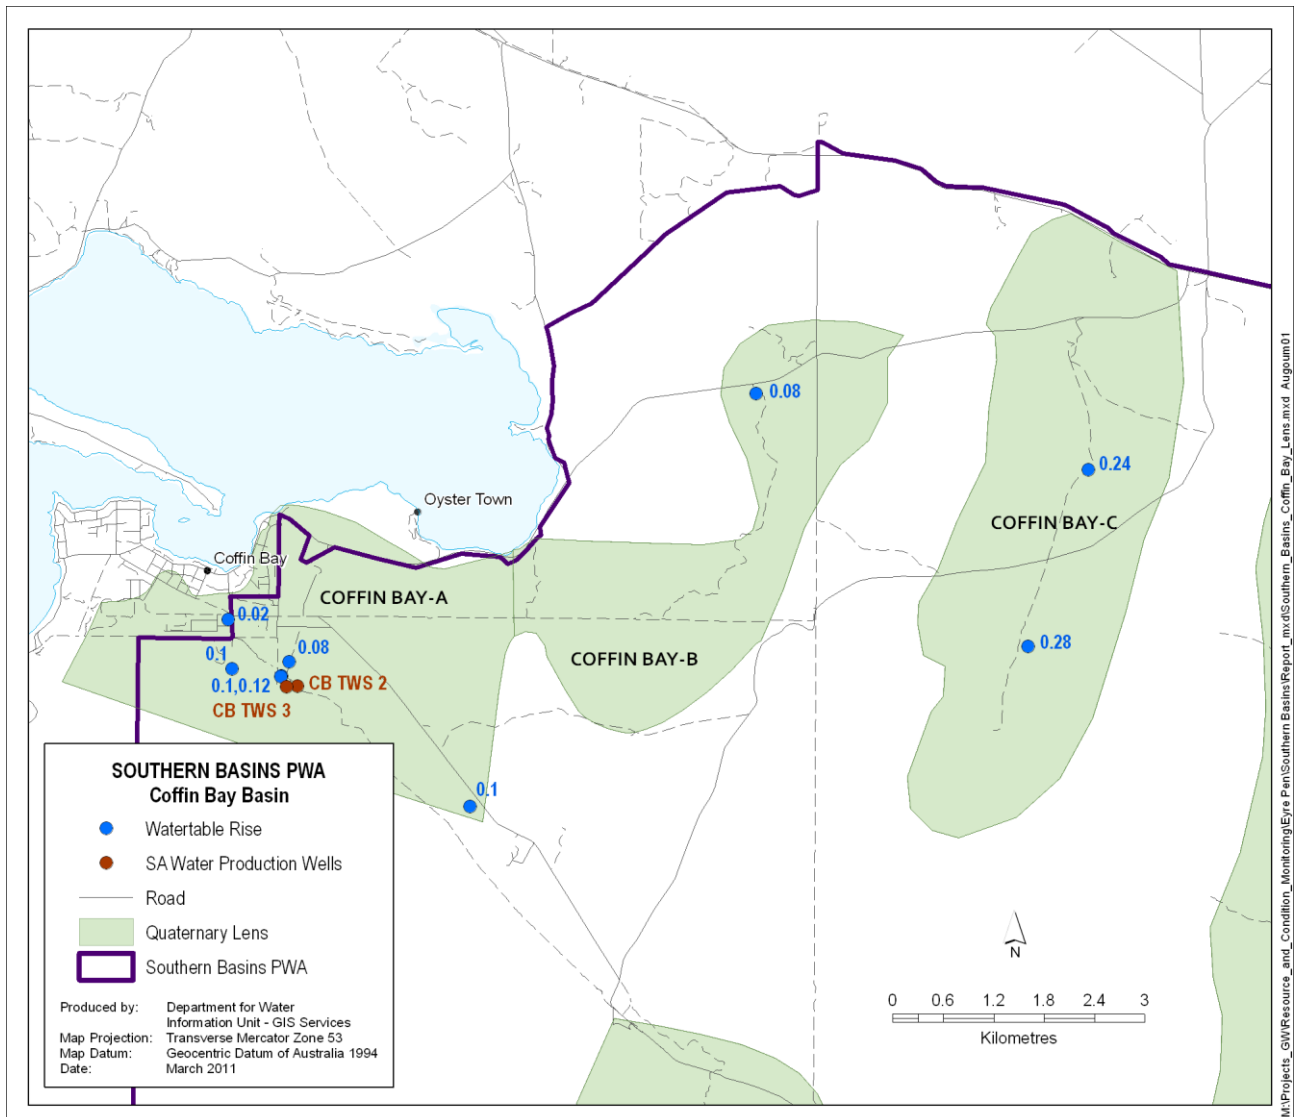 0.08
0.24
Oyster Town
COFFIN BAY-C
Coffin Bay
COFFIN BAY-A
0.02
0.28
0.08
0.1
COFFIN BAY-B
0.1,0.12
CB TWS 2
CB TWS 3
0.1
SOUTHERN BASINS PWA
Coffin Bay Basin
Watertable Rise
SA Water Production Wells
Road
Quaternary Lens
Southern Basins PWA
Produced by: Department for Water
Information Unit - GIS Services
Map Projection: Transverse Mercator Zone 53
Map Datum: Geocentric Datum of Australia 1994
Date: March 2011
N
0 0.6 1.2 1.8 2.4 3
Kilometres
M:\Projects_GW\Resource_and_Condition_Monitoring\Eyre Pen\Southern Basins\Report_mxd\Southern_Basins_Coffin_Bay_Lens.mxd Augoum01